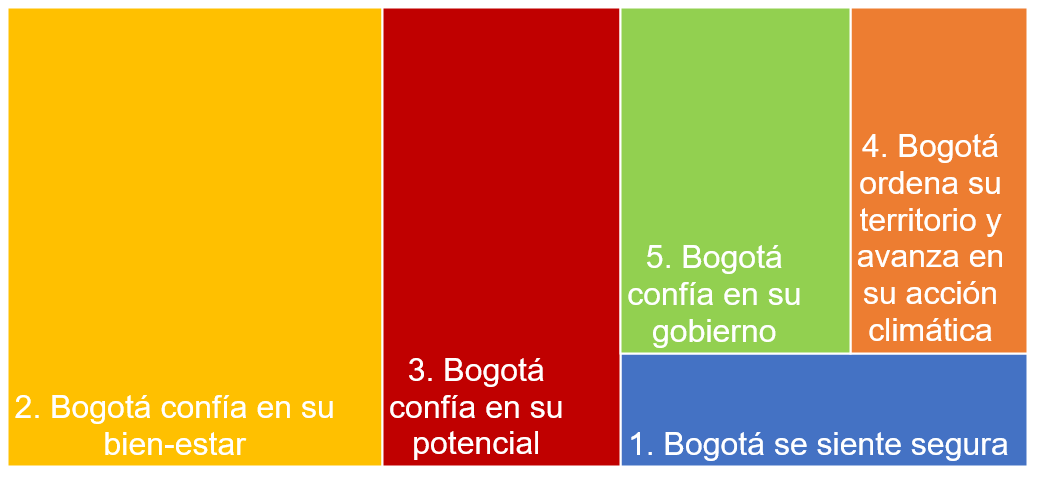 2. Bogotá confía en su
bien-estar
3. Bogotá
confía en su
potencial
5. Bogotá
confía en su
gobierno
4. Bogotá
ordena su
territorio y
avanza en
su acción
climática
1. Bogotá se siente segura